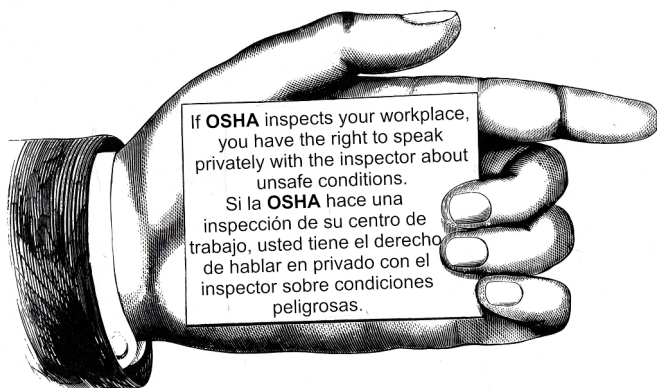 If OSHA inspects your workplace,
you have the right to speak
privately with the inspector about
unsafe conditions.
Si la OSHA hace una
inspección de su centro de
trabajo, usted tiene el derecho
de hablar en privado con el
inspector sobre condiciones
peligrosas.